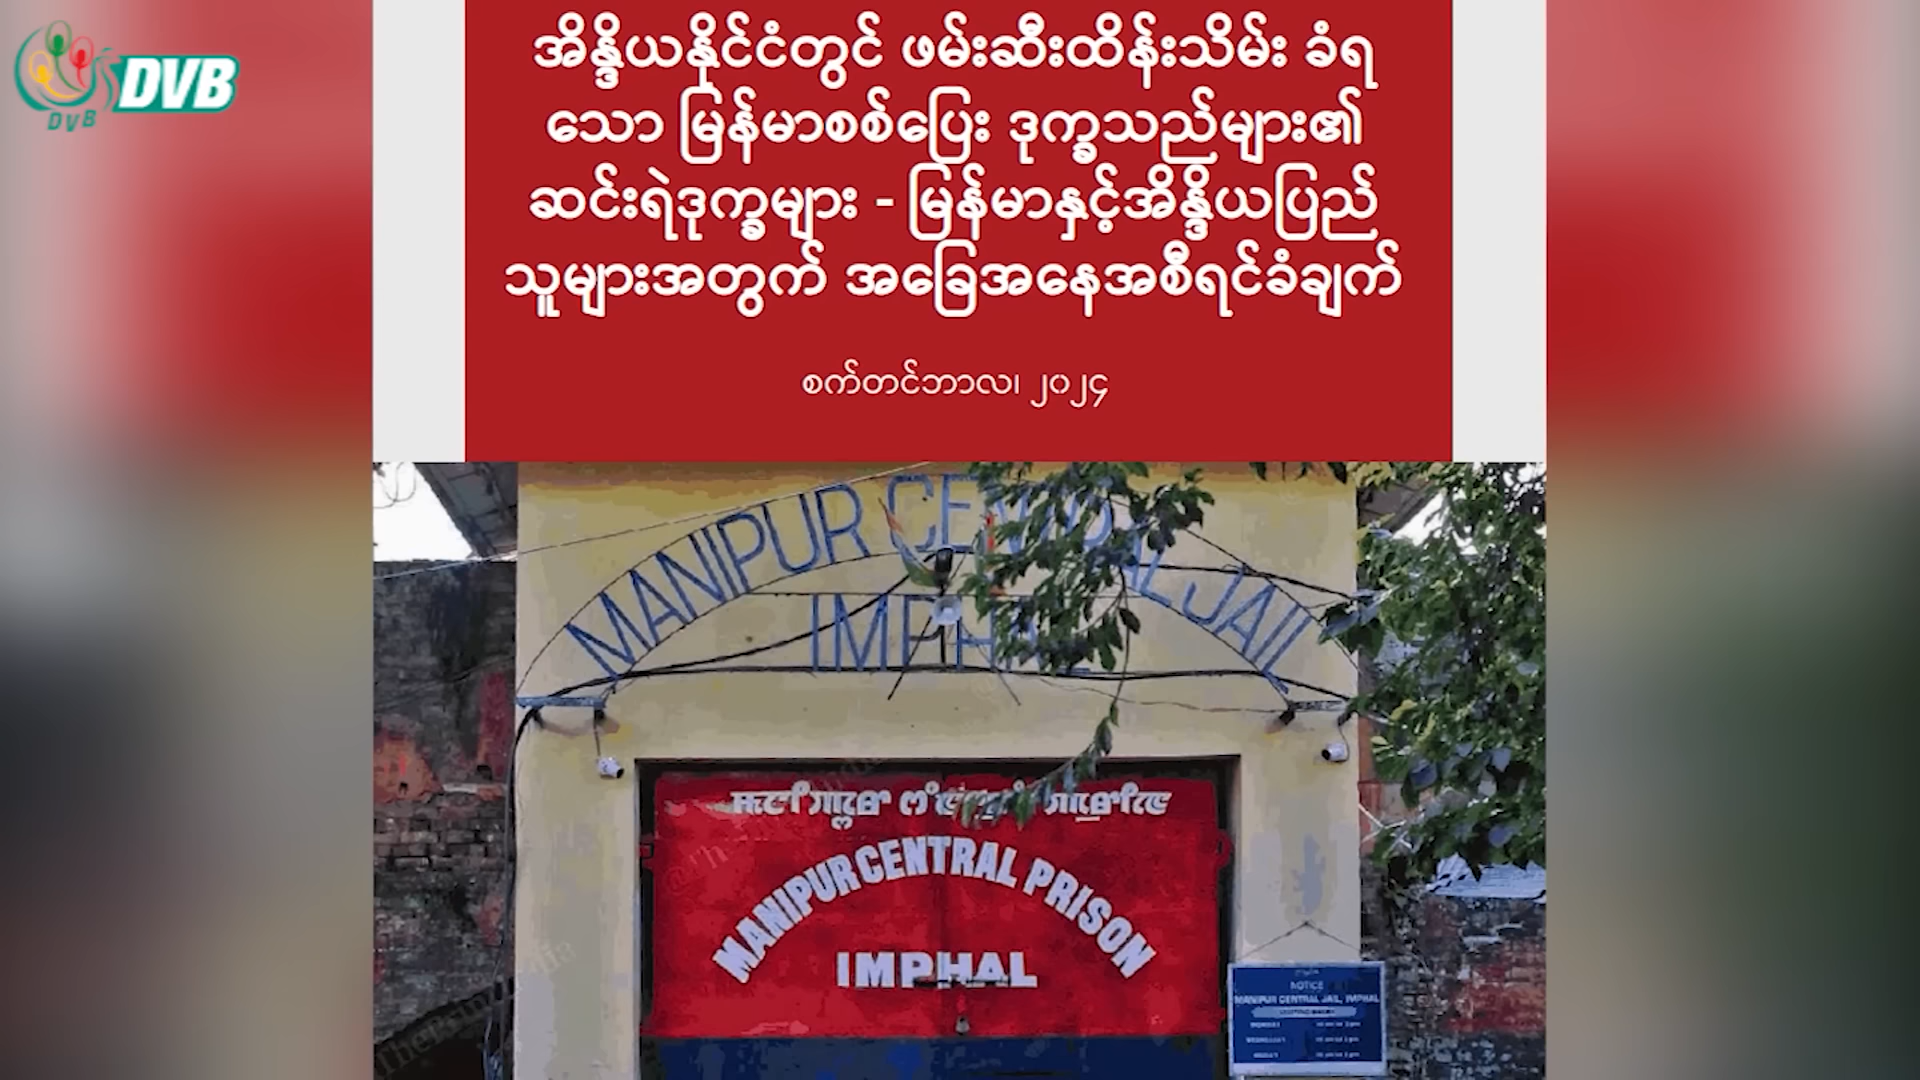 DVB
DVB
အိန္ဒိယနိုင်ငံတွင် ဖမ်းဆီးထိန်းသိမ်း ခံရ
သော မြန်မာစစ်ပြေး ဒုက္ခသည်များ၏
ဆင်းရဲဒုက္ခများ - မြန်မာနှင့်အိန္ဒိယပြည်
သူများအတွက် အခြေအနေအစီရင်ခံချက်
စက်တင်ဘာလ၊ ၂၀၂၄
MANIPUR CENTRAL JAIL
IMPHAL
MANIPUR CENTRAL PRISON
IMPHAL
NOTICE
MANIPUR CENTRAL JAIL, IMPHAL